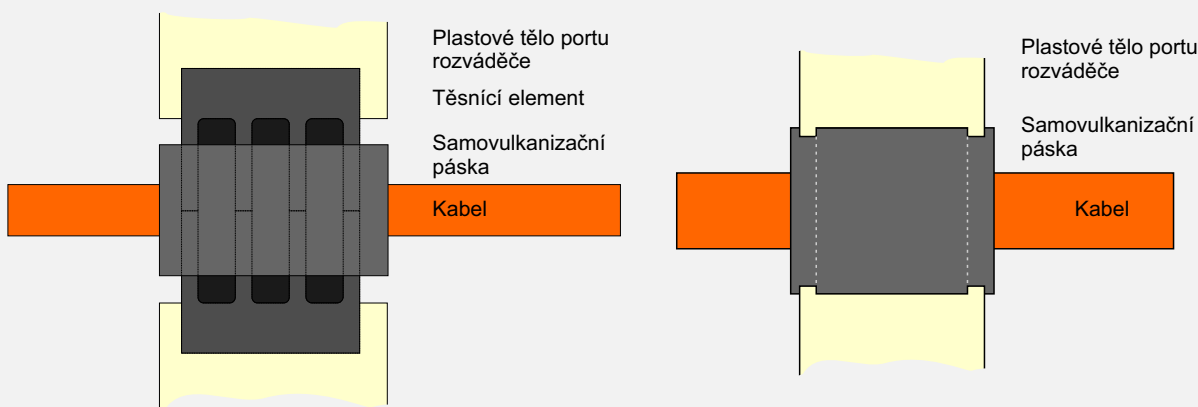 Plastové tělo portu
rozváděče
Těsnící element
Samovulkanizační
páska
Kabel
Plastové tělo portu
rozváděče
Samovulkanizační
páska
Kabel